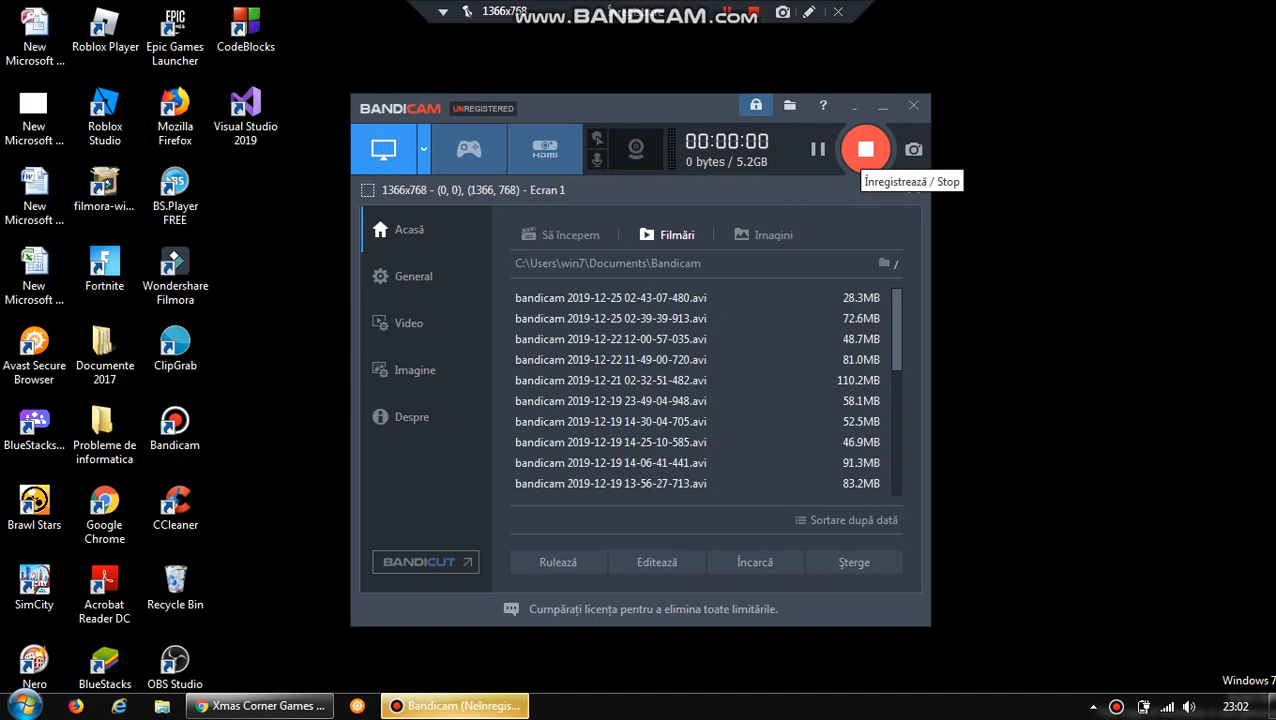 1366x768
www.BANDICAM.com
New Microsoft ...
Roblox Player
Epic Games Launcher
CodeBlocks
New Microsoft ...
Roblox Studio
Mozilla Firefox
Visual Studio 2019
New Microsoft ...
filmora-wi...
BS.Player FREE
New Microsoft ...
Fortnite
Wondershare Filmora
Avast Secure Browser
Documente 2017
ClipGrab
BlueStacks...
Probleme de informatica
Bandicam
Brawl Stars
Google Chrome
CCleaner
SimCity
Acrobat Reader DC
Recycle Bin
Nero
BlueStacks
OBS Studio
BANDICAM UNREGISTERED
HDMI
00:00:00
0 bytes / 5.2GB
Înregistrează / Stop
1366x768 - (0, 0), (1366, 768) - Ecran 1
Acasă
General
Video
Imagine
Despre
BANDICUT
Să începem
Filmări
Imagini
C:\Users\win7\Documents\Bandicam
/
bandicam 2019-12-25 02-43-07-480.avi 28.3MB
bandicam 2019-12-25 02-39-39-913.avi 72.6MB
bandicam 2019-12-22 12-00-57-035.avi 48.7MB
bandicam 2019-12-22 11-49-00-720.avi 81.0MB
bandicam 2019-12-21 02-32-51-482.avi 110.2MB
bandicam 2019-12-19 23-49-04-948.avi 58.1MB
bandicam 2019-12-19 14-30-04-705.avi 52.5MB
bandicam 2019-12-19 14-25-10-585.avi 46.9MB
bandicam 2019-12-19 14-06-41-441.avi 91.3MB
bandicam 2019-12-19 13-56-27-713.avi 83.2MB
Sortare după dată
Rulează
Editează
Încarcă
Șterge
Cumpărați licența pentru a elimina toate limitările.
Windows 7
Xmas Corner Games ...
Bandicam (Neînregis...
23:02